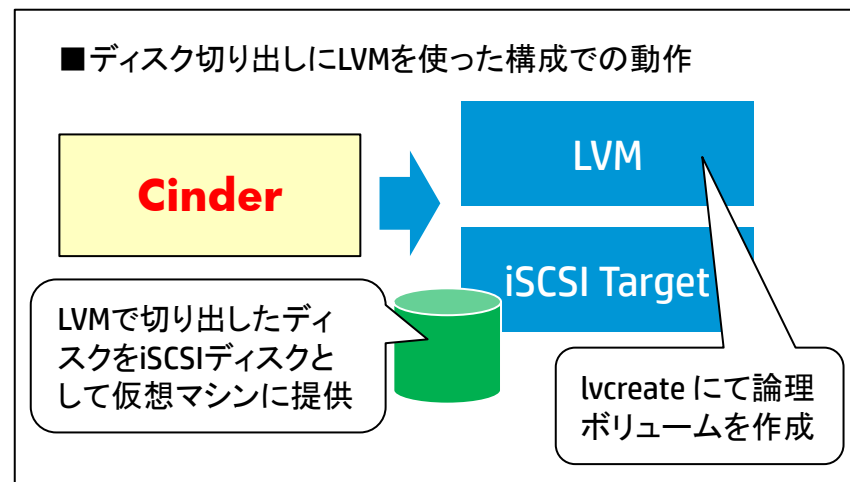 ■ディスク切り出しにLVMを使った構成での動作
Cinder
LVM
iSCSI Target
LVMで切り出したディ
スクをiSCSIディスクと
して仮想マシンに提供
lvcreate にて論理
ボリュームを作成